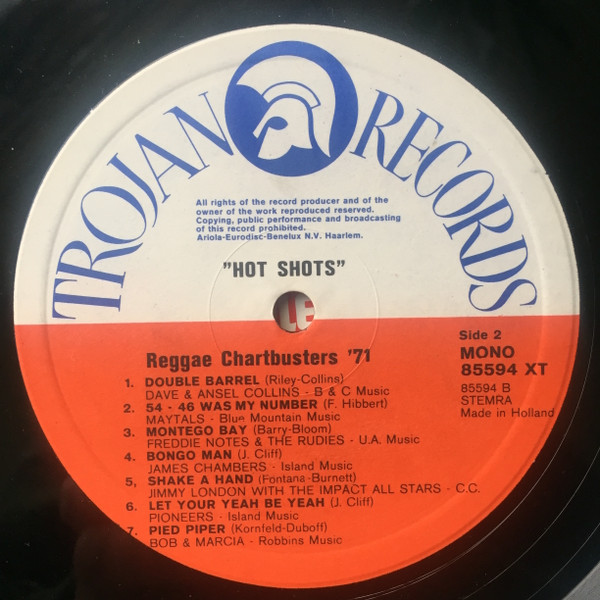 TROJAN RECORDS
All rights of the record producer and of the
owner of the work reproduced reserved.
Copying, public performance and broadcasting
of this record prohibited.
Ariola-Eurodisc-Benelux N.V. Haarlem.
"HOT SHOTS"
Side 2
Reggae Chartbusters '71
MONO
85594 XT
85594 B
STEMRA
Made in Holland
1. DOUBLE BARREL (Riley-Collins)
DAVE & ANSEL COLLINS - B & C Music
2. 54 - 46 WAS MY NUMBER (F. Hibbert)
MAYTALS - Blue Mountain Music
3. MONTEGO BAY (Barry-Bloom)
FREDDIE NOTES & THE RUDIES - U.A. Music
4. BONGO MAN (J. Cliff)
JAMES CHAMBERS - Island Music
5, SHAKE A HAND (Fontana-Burnett)
JIMMY LONDON WITH THE IMPACT ALL STARS - C.C.
6. LET YOUR YEAH BE YEAH (J. Cliff)
PIONEERS - Island Music
7. PIED PIPER (Kornfeld-Duboff)
BOB & MARCIA - Robbins Music